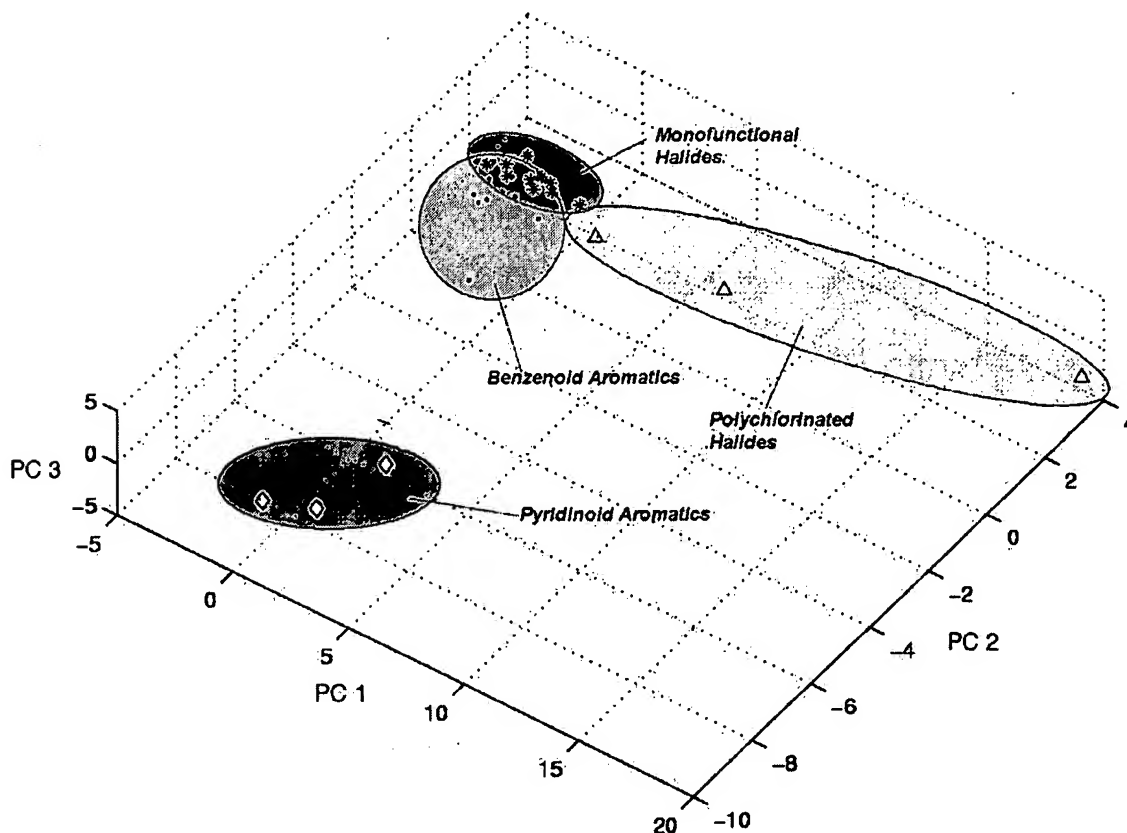 Monofunctional
Halides.
Benzenoid Aromatics
Polychlorinated
Halides
Pyridinoid Aromatics
5
PC 3
0
-5
-5
0
5
PC 1
10
15
20
4
2
0
-2
-4
PC 2
-6
-8
-10